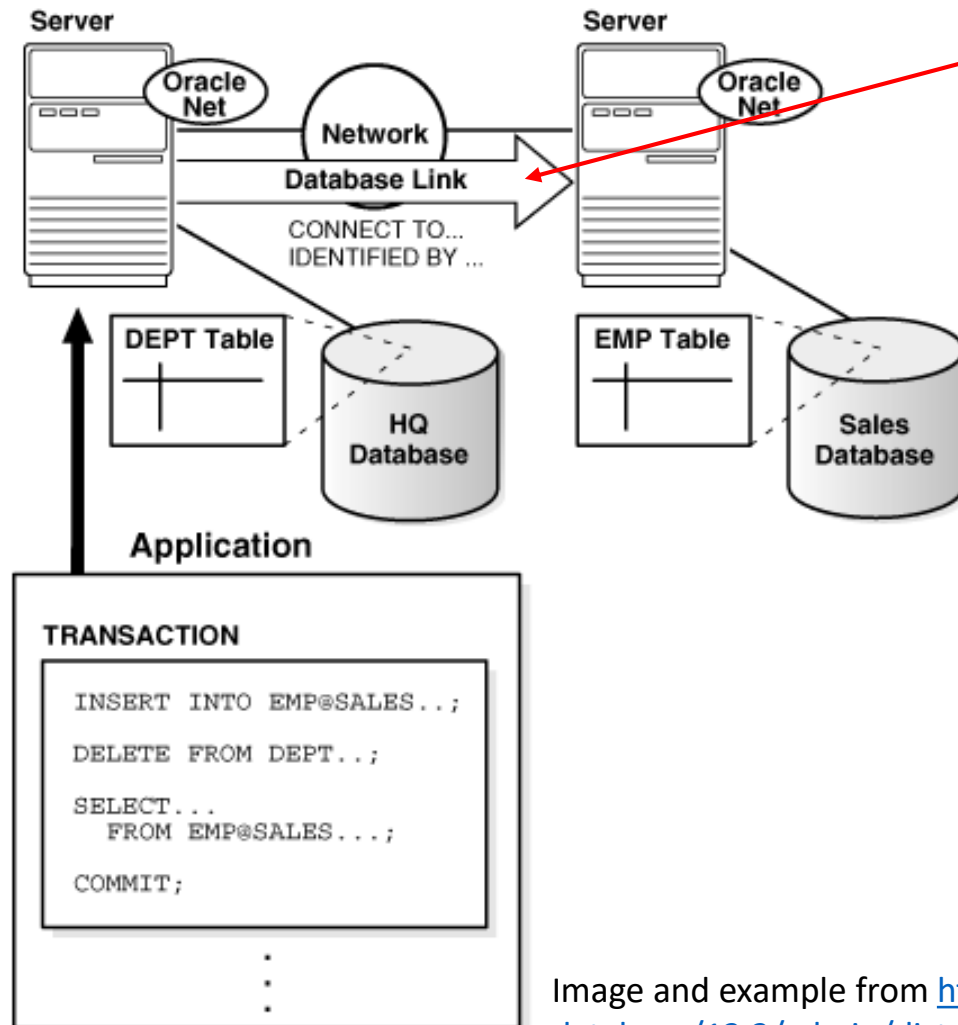 Server
Server
Oracle
Net
Oracle
Net
Network
Database Link
CONNECT TO...
IDENTIFIED BY ...
DEPT Table
EMP Table
HQ
Database
Sales
Database
Application
TRANSACTION
INSERT INTO EMP@SALES..;
DELETE FROM DEPT..;
SELECT...
FROM EMP@SALES...;
COMMIT;
.
.
.
Image and example from